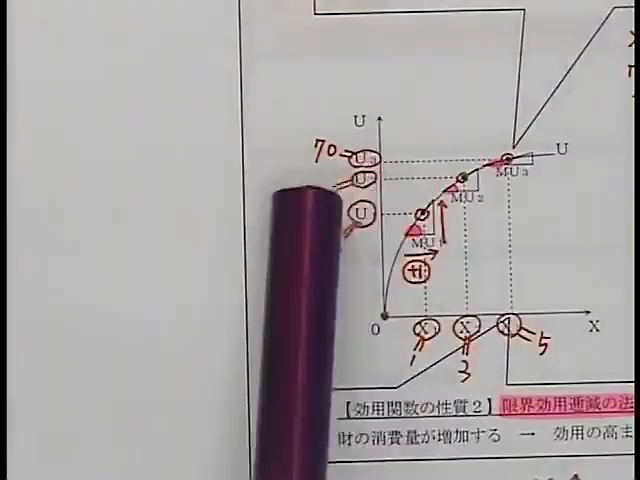 U
70 U₃ U
U₂ MU₃
MU₂
U
MU₁
+1
0 X₁ X X X
1 3 5
【効用関数の性質2】限界効用逓減の法
財の消費量が増加する → 効用の高ま